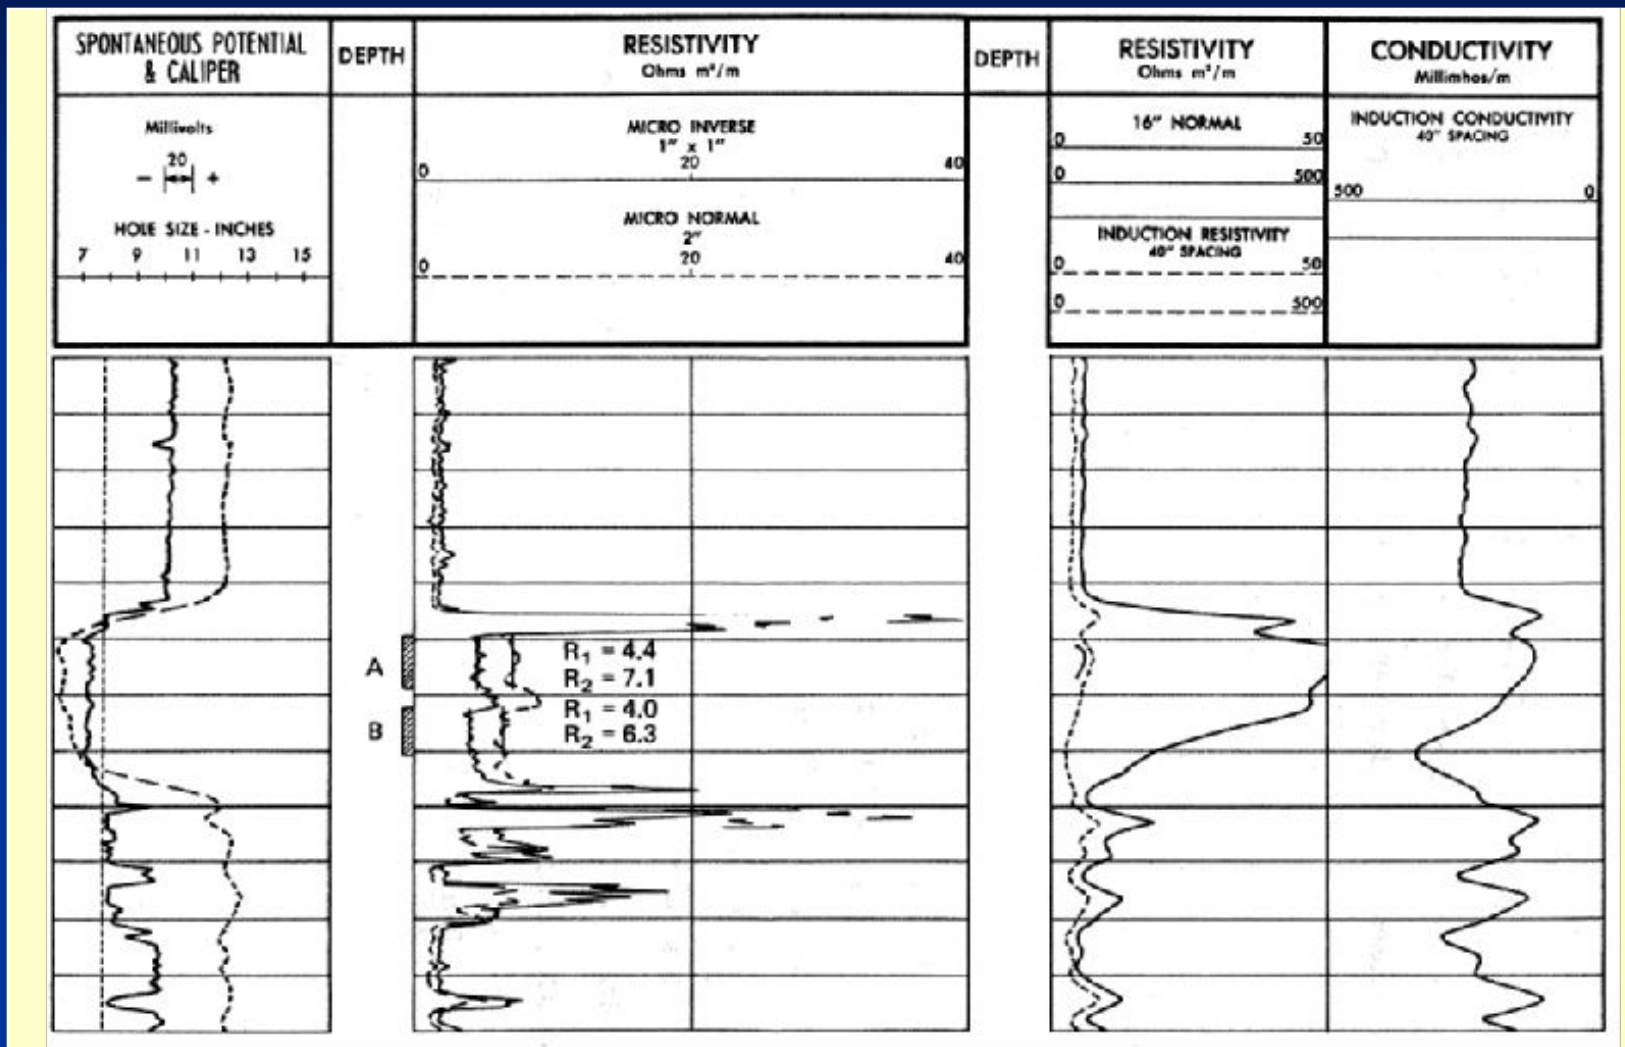 SPONTANEOUS POTENTIAL
& CALIPER
Millivolts
20
- +
HOLE SIZE - INCHES
7 9 11 13 15
DEPTH
RESISTIVITY
Ohms m²/m
MICRO INVERSE
1" x 1"
0 20 40
MICRO NORMAL
2"
0 20 40
DEPTH
RESISTIVITY
Ohms m²/m
16" NORMAL
0 50
0 500
INDUCTION RESISTIVITY
40" SPACING
0 50
0 500
CONDUCTIVITY
Millimhos/m
INDUCTION CONDUCTIVITY
40" SPACING
500 0
A
R₁ = 4.4
R₂ = 7.1
B
R₁ = 4.0
R₂ = 6.3